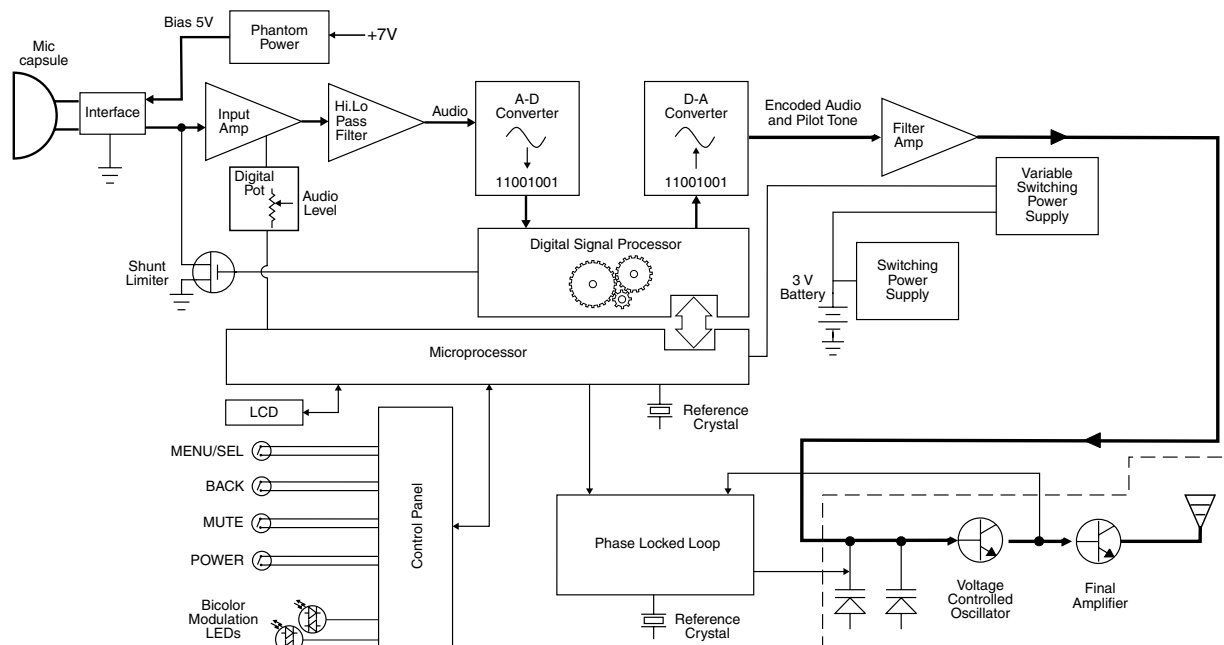 Bias 5V
Phantom
Power
+7V
Mic
capsule
Interface
Input
Amp
Hi.Lo
Pass
Filter
Audio
A-D
Converter
11001001
D-A
Converter
11001001
Encoded Audio
and Pilot Tone
Filter
Amp
Variable
Switching
Power
Supply
Digital
Pot
Audio
Level
Shunt
Limiter
Digital Signal Processor
3 V
Battery
Switching
Power
Supply
Microprocessor
LCD
Reference
Crystal
MENU/SEL
BACK
MUTE
POWER
Bicolor
Modulation
LEDs
Control Panel
Phase Locked Loop
Reference
Crystal
Voltage
Controlled
Oscillator
Final
Amplifier